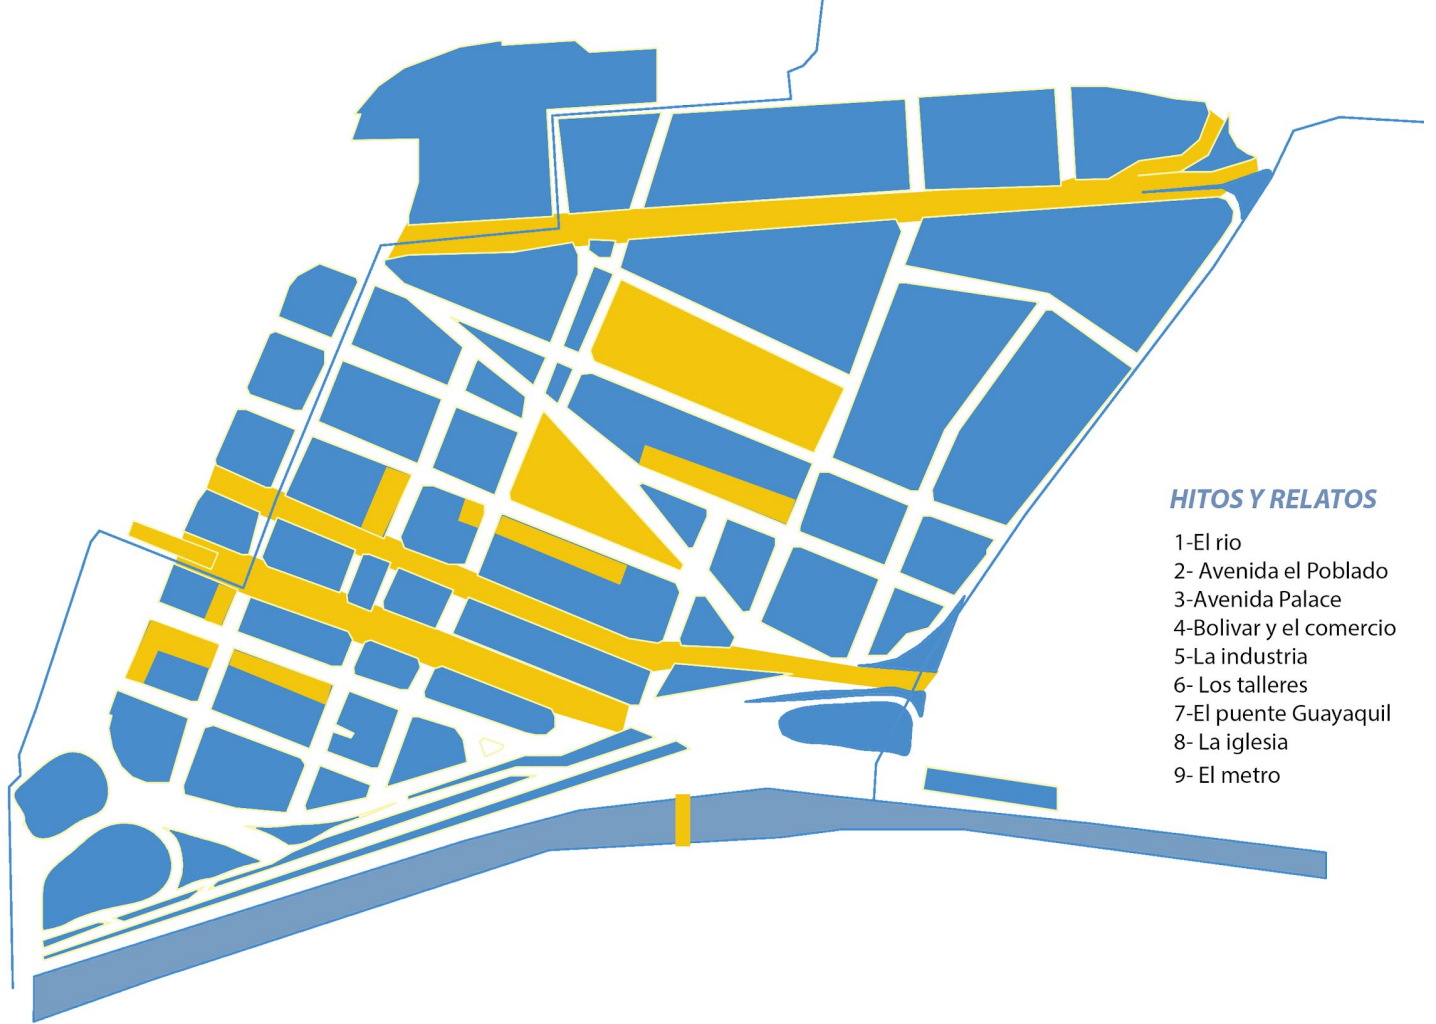 HITOS Y RELATOS
1-El rio
2- Avenida el Poblado
3-Avenida Palace
4-Bolivar y el comercio
5-La industria
6- Los talleres
7-El puente Guayaquil
8- La iglesia
9- El metro